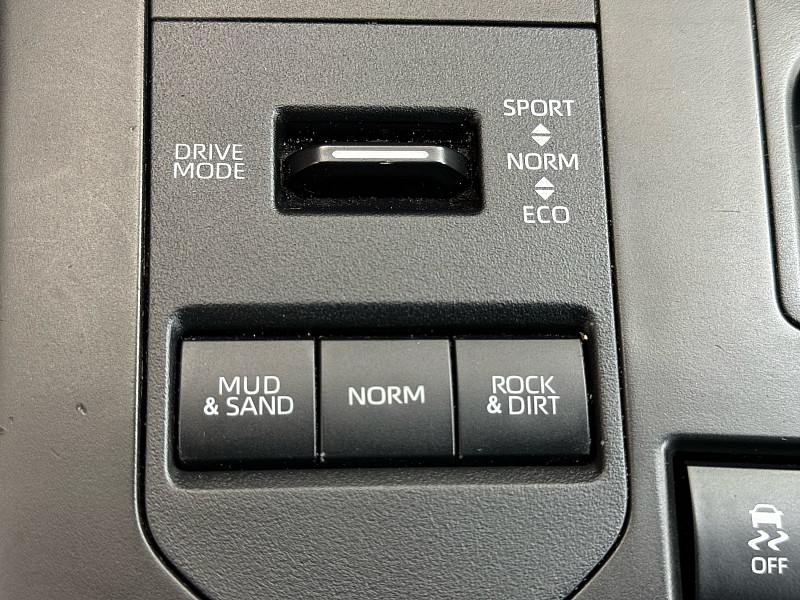 DRIVE
MODE
SPORT
NORM
ECO
MUD
& SAND
NORM
ROCK
& DIRT
OFF